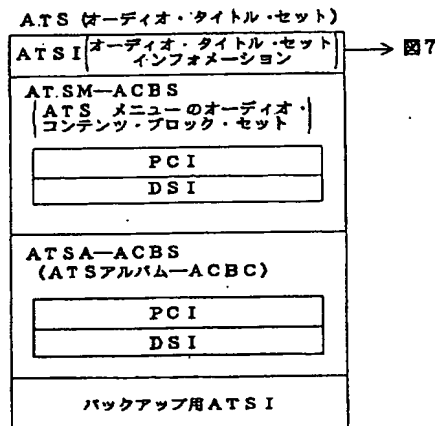 ATS (オーディオ・タイトル・セット)
ATSI(オーディオ・タイトル・セット
インフォメーション)
→ 図7
ATSM—ACBS
(ATS メニューのオーディオ・
コンテンツ・ブロック・セット)
PCI
DSI
ATSA—ACBS
(ATSアルバム—ACBC)
PCI
DSI
バックアップ用ATSI